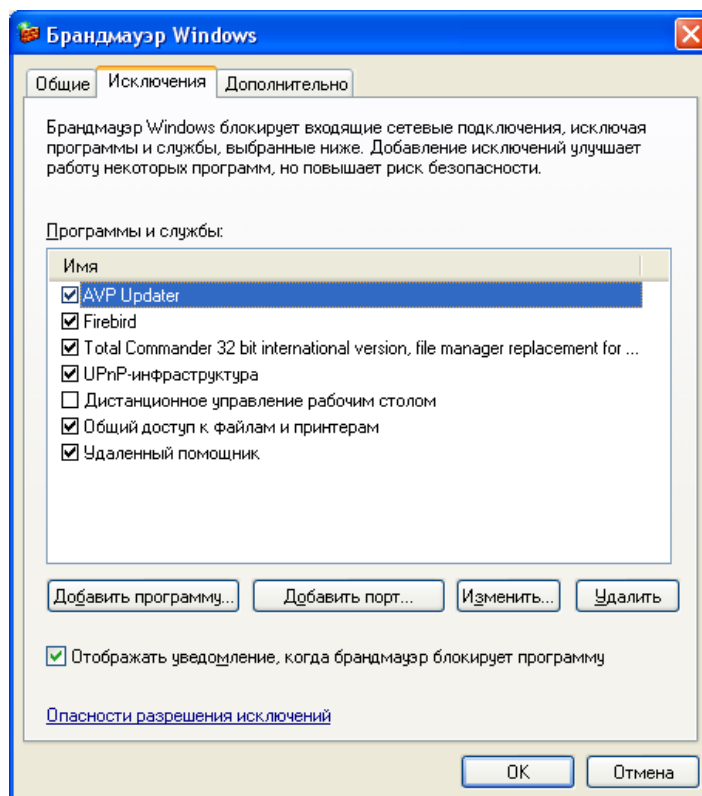 Брандмауэр Windows
Общие Исключения Дополнительно
Брандмауэр Windows блокирует входящие сетевые подключения, исключая
программы и службы, выбранные ниже. Добавление исключений улучшает
работу некоторых программ, но повышает риск безопасности.
Программы и службы:
Имя
AVP Updater
Firebird
Total Commander 32 bit international version, file manager replacement for ...
UPnP-инфраструктура
Дистанционное управление рабочим столом
Общий доступ к файлам и принтерам
Удаленный помощник
Добавить программу... Добавить порт... Изменить... Удалить
Отображать уведомление, когда брандмауэр блокирует программу
Опасности разрешения исключений
OK Отмена